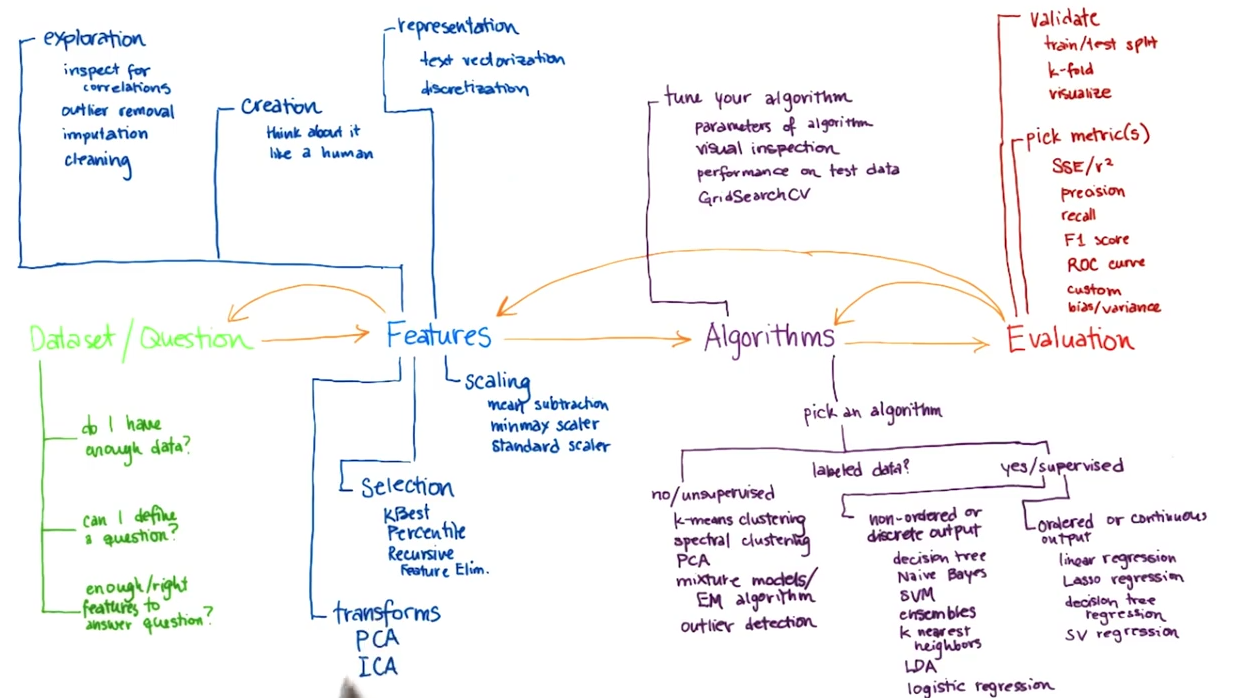 exploration
inspect for
correlations
outlier removal
imputation
cleaning
creation
think about it
like a human
representation
text vectorization
discretization
tune your algorithm
parameters of algorithm
visual inspection
performance on test data
GridSearchCV
validate
train/test split
k-fold
visualize
pick metric(s)
SSE/r²
precision
recall
F1 score
ROC curve
custom
bias/variance
Dataset/Question
Features
Algorithms
Evaluation
do I have
enough data?
can I define
a question?
enough/right
features to
answer question?
scaling
mean subtraction
minmax scaler
standard scaler
selection
KBest
Percentile
Recursive
Feature Elim.
transforms
PCA
ICA
pick an algorithm
labeled data?
no/unsupervised
k-means clustering
spectral clustering
PCA
mixture models/
EM algorithm
outlier detection
yes/supervised
non-ordered or
discrete output
decision tree
Naive Bayes
SVM
ensembles
k nearest
neighbors
LDA
logistic regression
ordered or continuous
output
linear regression
Lasso regression
decision tree
regression
SV regression